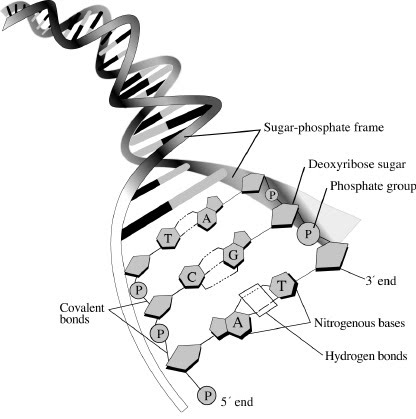 Sugar-phosphate frame
Deoxyribose sugar
Phosphate group
P
A
T
P
G
C
P
3´ end
T
Covalent
bonds
P
A
Nitrogenous bases
Hydrogen bonds
P
5´ end